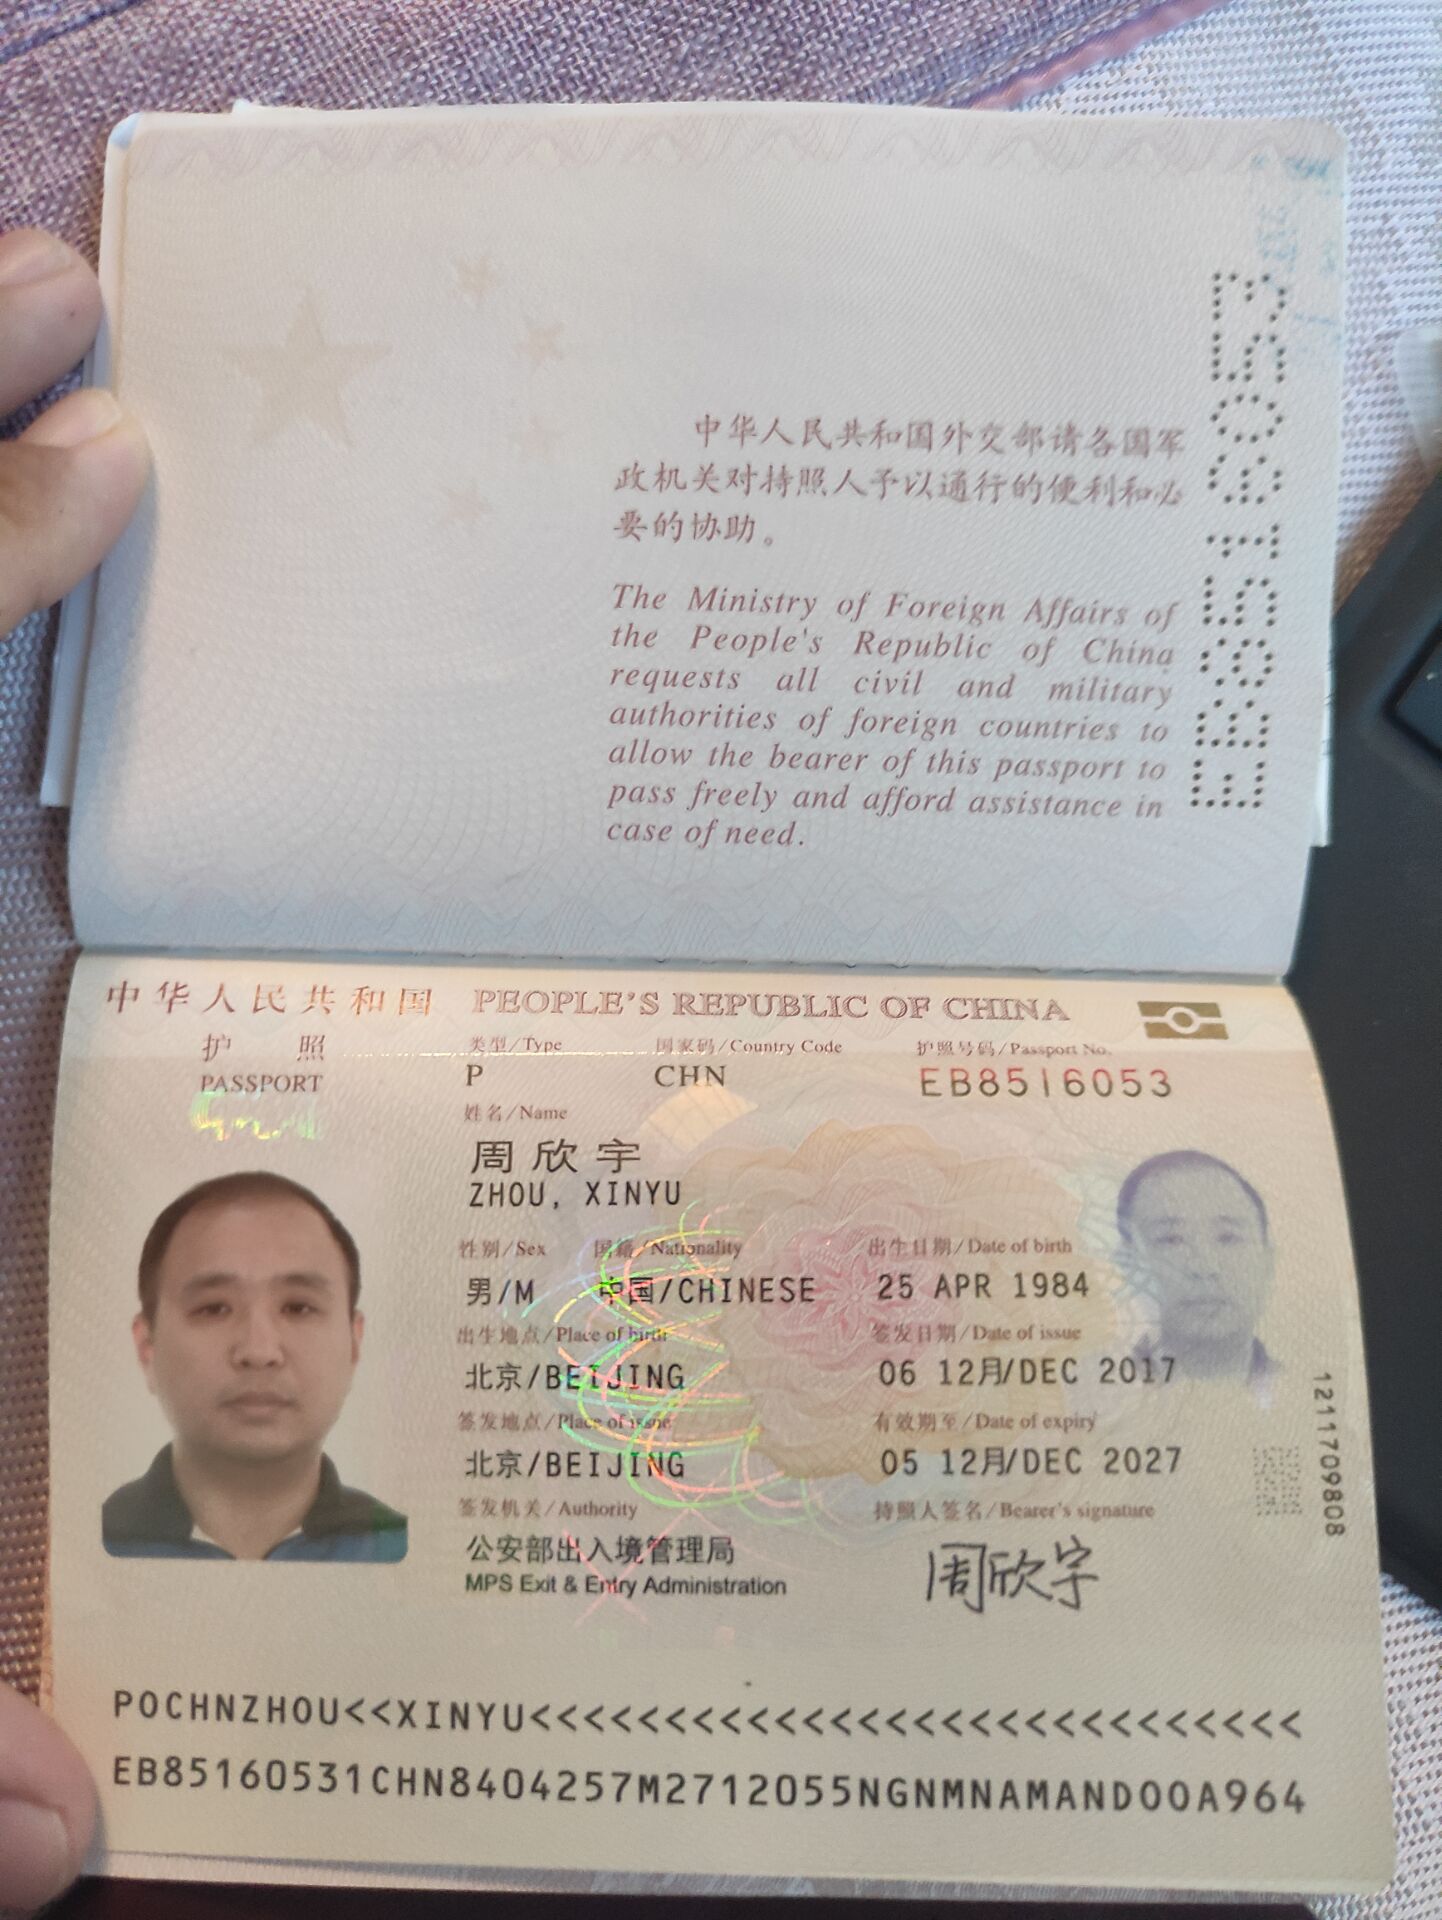 中华人民共和国外交部请各国军
政机关对持照人予以通行的便利和必
要的协助。
The Ministry of Foreign Affairs of
the People's Republic of China
requests all civil and military
authorities of foreign countries to
allow the bearer of this passport to
pass freely and afford assistance in
case of need.
EB8516053
中华人民共和国 PEOPLE'S REPUBLIC OF CHINA
护照 类型/Type 国家码/Country Code 护照号码/Passport No.
PASSPORT P CHN EB8516053
姓名/Name
周欣宇
ZHOU, XINYU
性别/Sex 国籍/Nationality 出生日期/Date of birth
男/M 中国/CHINESE 25 APR 1984
出生地点/Place of birth 签发日期/Date of issue
北京/BEIJING 06 12月/DEC 2017
签发地点/Place of issue 有效期至/Date of expiry
北京/BEIJING 05 12月/DEC 2027
签发机关/Authority 持照人签名/Bearer's signature
公安部出入境管理局 周欣宇
MPS Exit & Entry Administration
1211709808
POCHNZHOU<<XINYU<<<<<<<<<<<<<<<<<<<<<<<<<<<<
EB85160531CHN8404257M2712055NGNMNAMANDOOA964